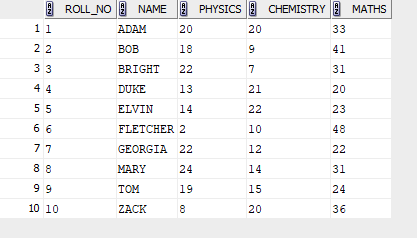 ROLL_NO NAME PHYSICS CHEMISTRY MATHS
1 1 ADAM 20 20 33
2 2 BOB 18 9 41
3 3 BRIGHT 22 7 31
4 4 DUKE 13 21 20
5 5 ELVIN 14 22 23
6 6 FLETCHER 2 10 48
7 7 GEORGIA 22 12 22
8 8 MARY 24 14 31
9 9 TOM 19 15 24
10 10 ZACK 8 20 36